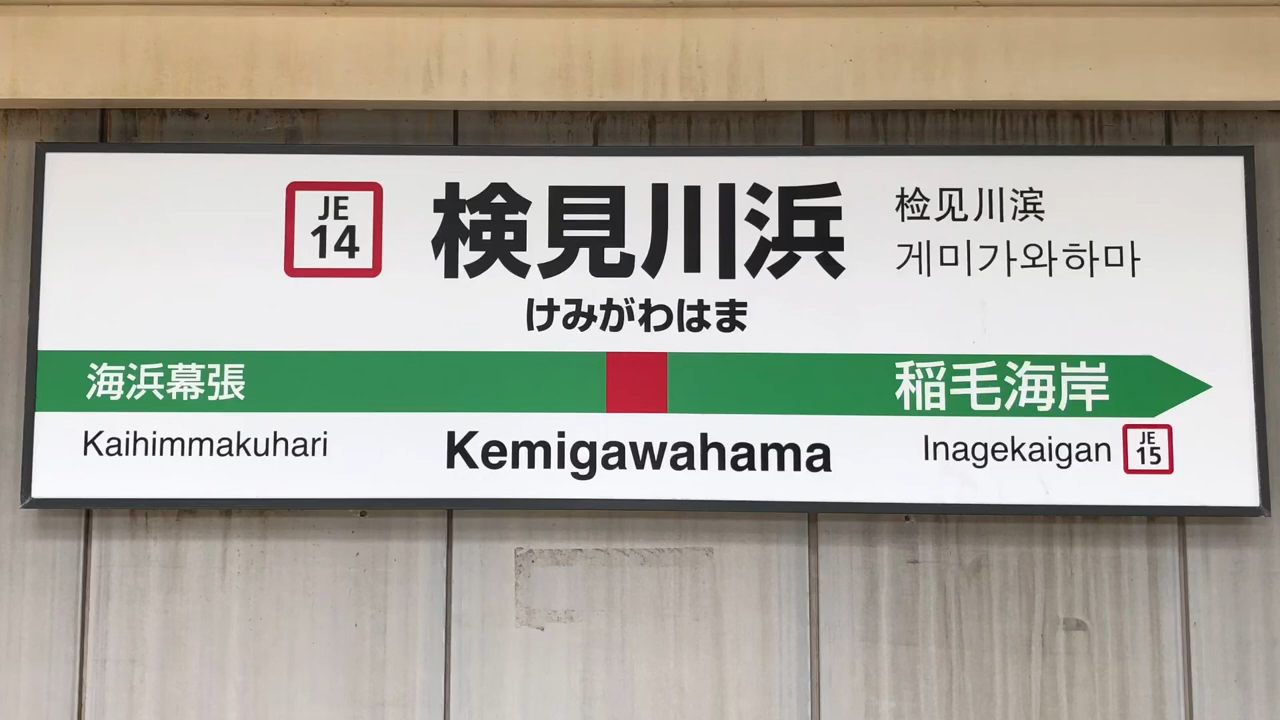 JE
14
検見川浜
检见川滨
게미가와하마
けみがわはま
海浜幕張
稲毛海岸
Kaihimmakuhari
Kemigawahama
Inagekaigan
JE
15